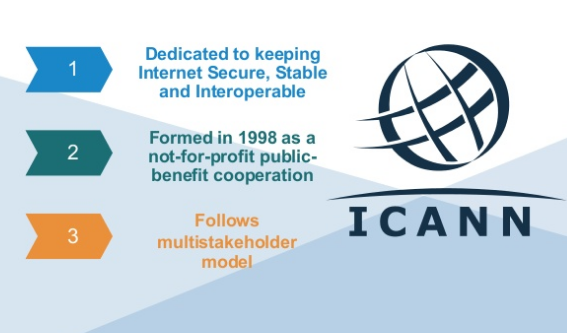 1
Dedicated to keeping
Internet Secure, Stable
and Interoperable
2
Formed in 1998 as a
not-for-profit public-
benefit cooperation
3
Follows
multistakeholder
model
ICANN